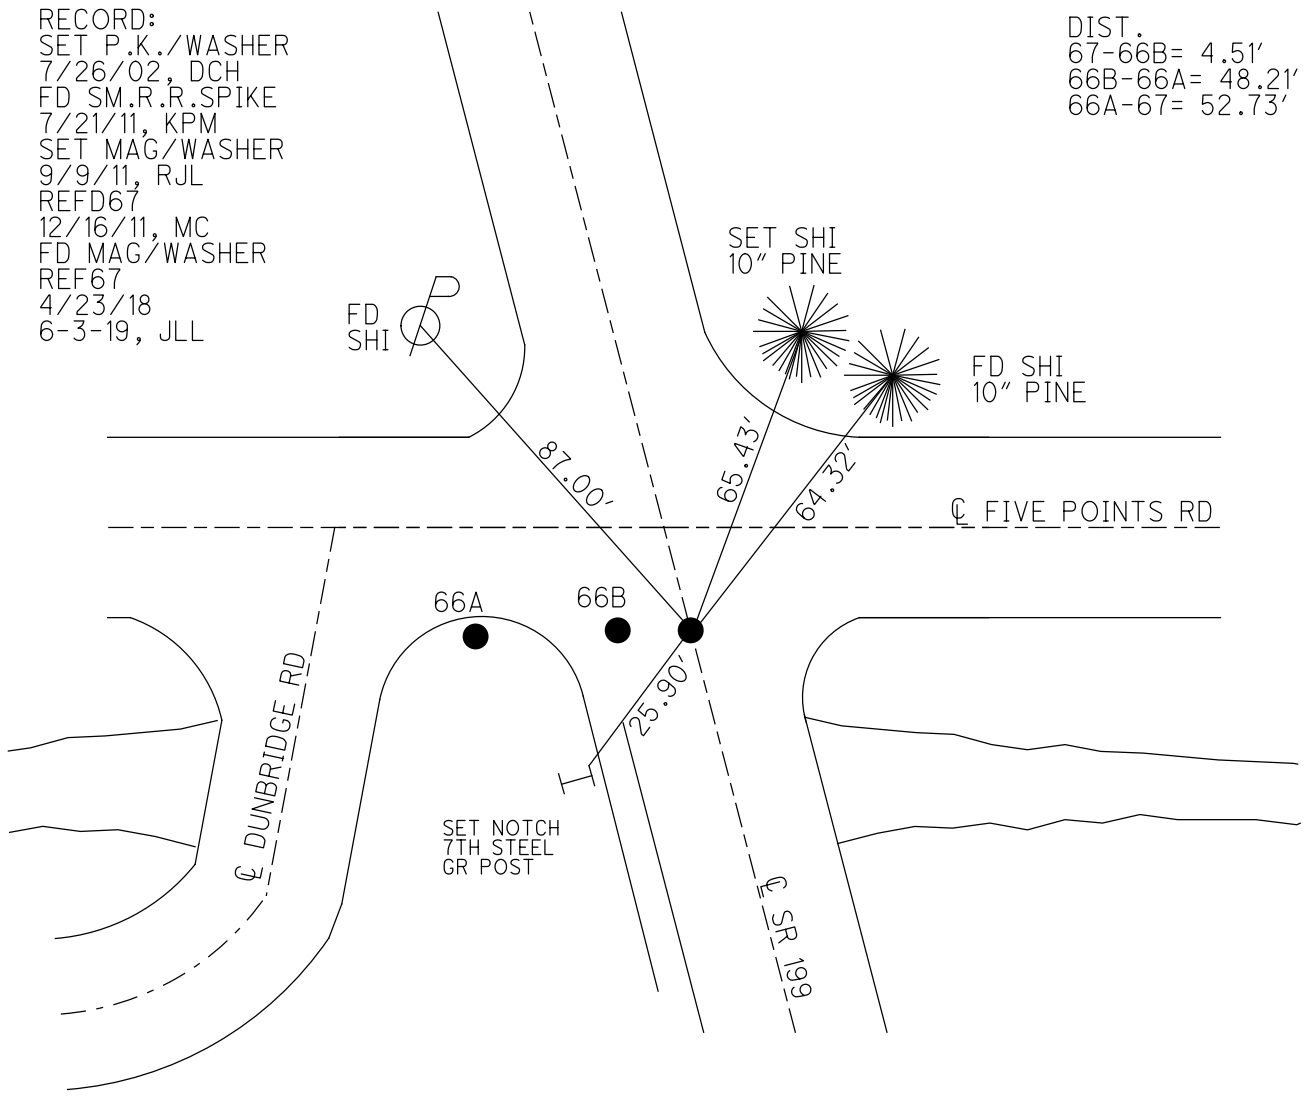 RECORD:
SET P.K./WASHER
7/26/02, DCH
FD SM.R.R.SPIKE
7/21/11, KPM
SET MAG/WASHER
9/9/11, RJL
REFD67
12/16/11, MC
FD MAG/WASHER
REF67
4/23/18
6-3-19, JLL
DIST.
67-66B= 4.51'
66B-66A= 48.21'
66A-67= 52.73'
SET SHI
10" PINE
FD
SHI
P
FD SHI
10" PINE
87.00'
65.43'
64.32'
℄ FIVE POINTS RD
66A
66B
25.90'
℄ DUNBRIDGE RD
SET NOTCH
7TH STEEL
GR POST
℄ SR 199